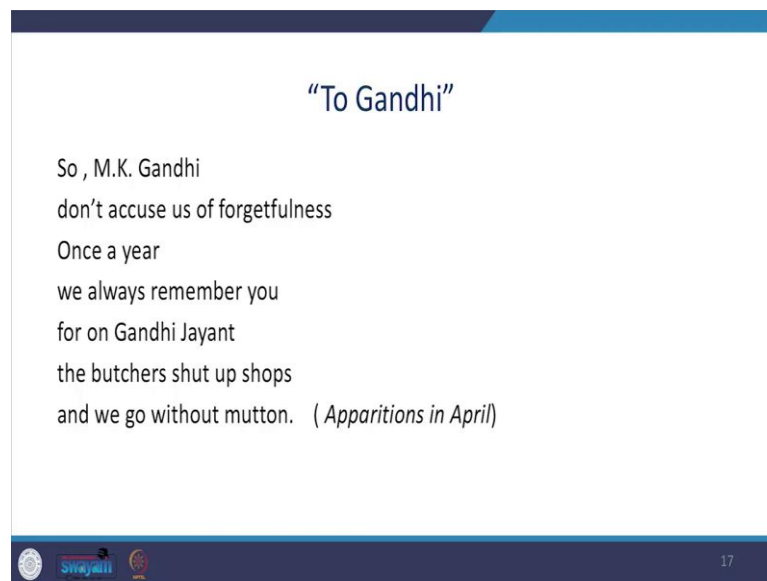 “To Gandhi”
So , M.K. Gandhi
don’t accuse us of forgetfulness
Once a year
we always remember you
for on Gandhi Jayant
the butchers shut up shops
and we go without mutton. ( Apparitions in April)
swayam
17